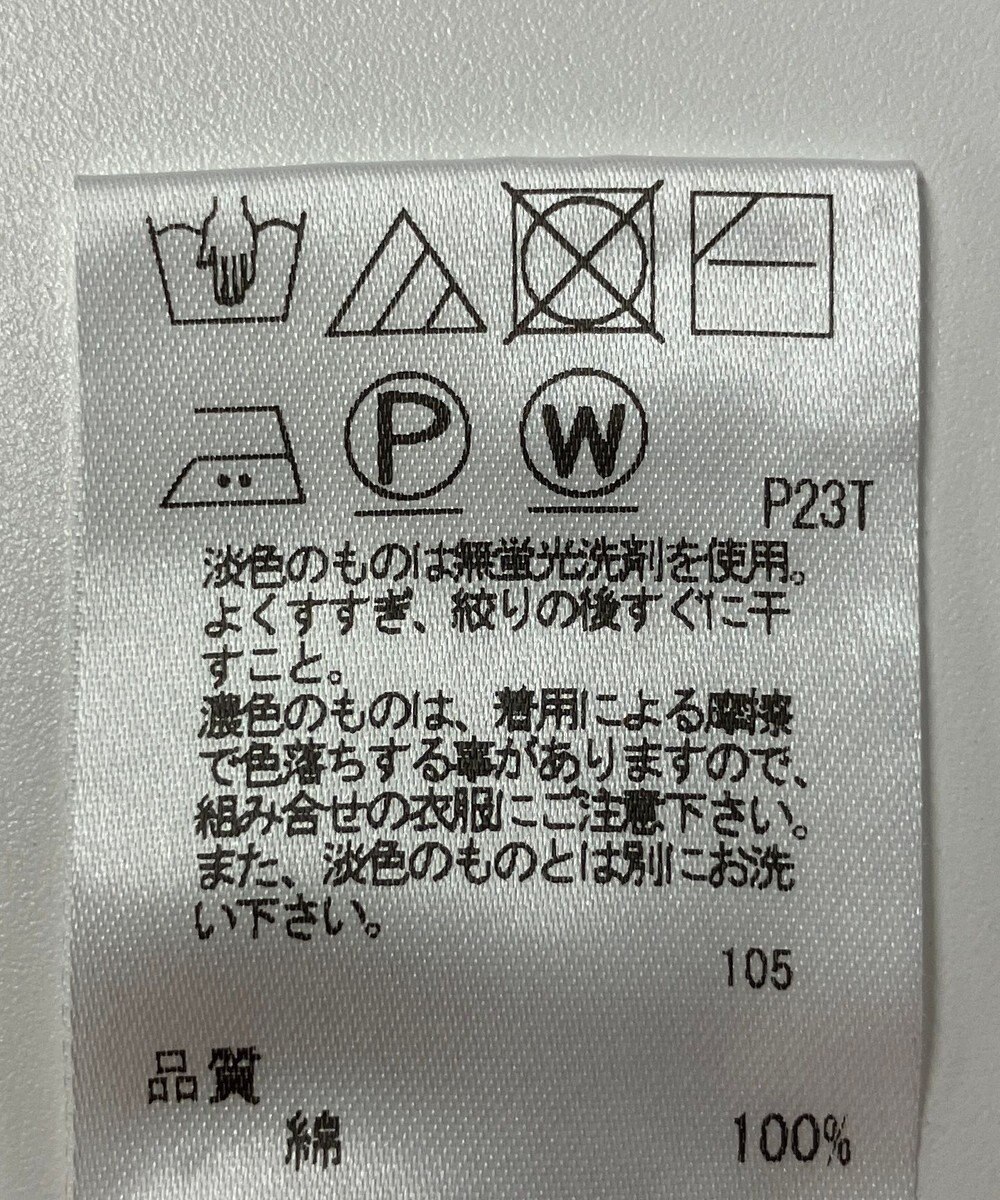 P W
P23T
淡色のものは無蛍光洗剤を使用。
よくすすぎ、絞りの後すぐに干
すこと。
濃色のものは、着用による摩擦
で色落ちする事がありますので、
組み合せの衣服にご注意下さい。
また、淡色のものとは別にお洗
い下さい。
105
品質
綿 100%